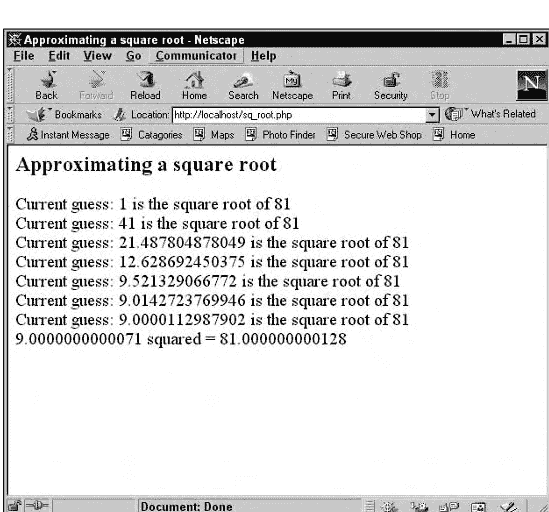 Approximating a square root - Netscape
File Edit View Go Communicator Help
Back Forward Reload Home Search Netscape Print Security Stop
Bookmarks Location: http://localhost/sq_root.php What's Related
Instant Message Catagories Maps Photo Finder Secure Web Shop Home
Approximating a square root
Current guess: 1 is the square root of 81
Current guess: 41 is the square root of 81
Current guess: 21.487804878049 is the square root of 81
Current guess: 12.628692450375 is the square root of 81
Current guess: 9.521329066772 is the square root of 81
Current guess: 9.0142723769946 is the square root of 81
Current guess: 9.0000112987902 is the square root of 81
9.0000000000071 squared = 81.000000000128
Document: Done